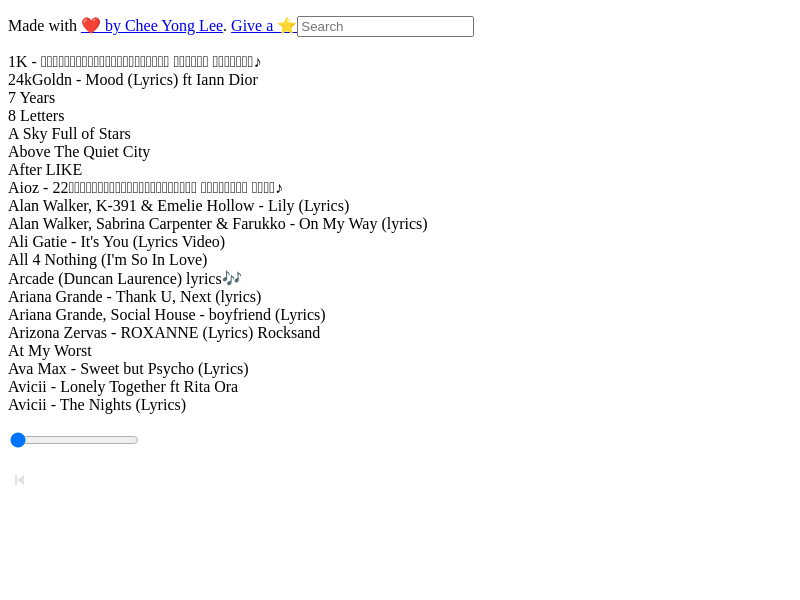 Made with ❤️ by Chee Yong Lee. Give a ⭐ Search
1K -
24kGoldn - Mood (Lyrics) ft Iann Dior
7 Years
8 Letters
A Sky Full of Stars
Above The Quiet City
After LIKE
Aioz - 22
Alan Walker, K-391 & Emelie Hollow - Lily (Lyrics)
Alan Walker, Sabrina Carpenter & Farukko - On My Way (lyrics)
Ali Gatie - It's You (Lyrics Video)
All 4 Nothing (I'm So In Love)
Arcade (Duncan Laurence) lyrics🎶
Ariana Grande - Thank U, Next (lyrics)
Ariana Grande, Social House - boyfriend (Lyrics)
Arizona Zervas - ROXANNE (Lyrics) Rocksand
At My Worst
Ava Max - Sweet but Psycho (Lyrics)
Avicii - Lonely Together ft Rita Ora
Avicii - The Nights (Lyrics)